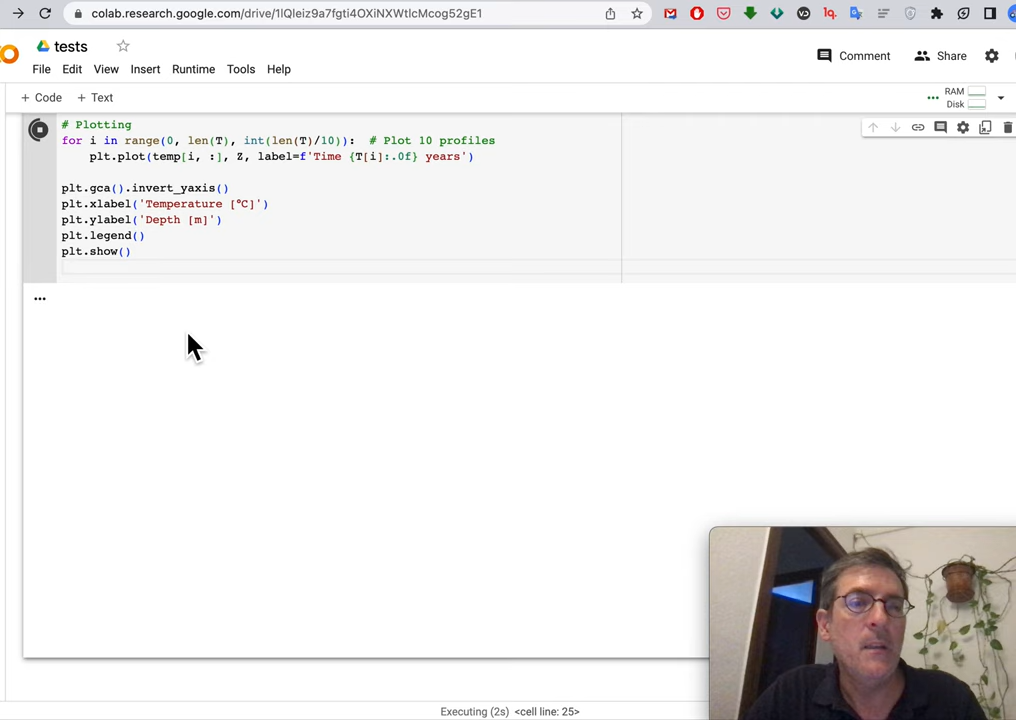 colab.research.google.com/drive/1lQleiz9a7fgti4OXiNXWtlcMcog52gE1
tests
File Edit View Insert Runtime Tools Help
Comment Share
+ Code + Text
RAM
Disk
# Plotting
for i in range(0, len(T), int(len(T)/10)):  # Plot 10 profiles
    plt.plot(temp[i, :], Z, label=f'Time {T[i]:.0f} years')
plt.gca().invert_yaxis()
plt.xlabel('Temperature [°C]')
plt.ylabel('Depth [m]')
plt.legend()
plt.show()
Executing (2s) <cell line: 25>